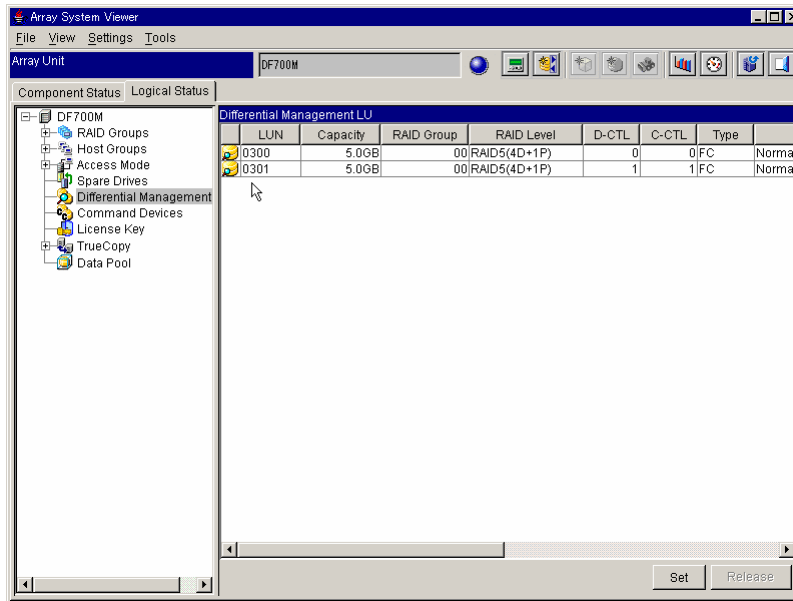 Array System Viewer
File View Settings Tools
Array Unit
DF700M
Component Status Logical Status
DF700M
RAID Groups
Host Groups
Access Mode
Spare Drives
Differential Management
Command Devices
License Key
TrueCopy
Data Pool
Differential Management LU
LUN Capacity RAID Group RAID Level D-CTL C-CTL Type
0300 5.0GB 00 RAID5(4D+1P) 0 0 FC Norma
0301 5.0GB 00 RAID5(4D+1P) 1 1 FC Norma
Set Release